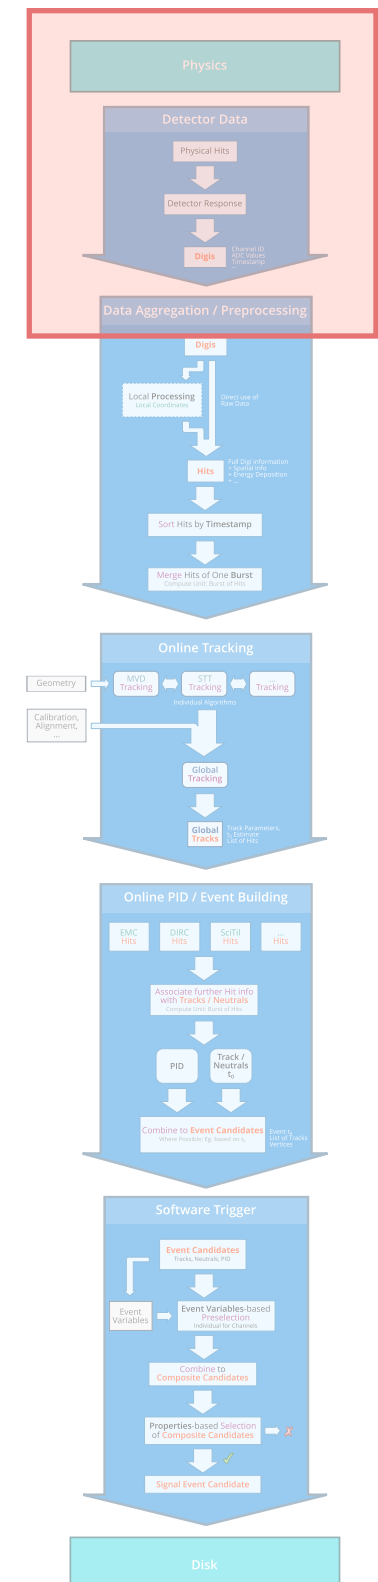 Physics
Detector Data
Physical Hits
Detector Response
Digis
Channel ID
ADC Values
Timestamp
...
Data Aggregation / Preprocessing
Digis
Local Processing
Local Coordinates
Direct use of
Raw Data
Hits
Full Digi information
+ Spatial info
+ Energy Deposition
+ ...
Sort Hits by Timestamp
Merge Hits of One Burst
Compute Unit: Burst of Hits
Online Tracking
Geometry
MVD
Tracking
STT
Tracking
...
Tracking
Individual Algorithms
Calibration,
Alignment,
...
Global
Tracking
Global
Tracks
Track Parameters,
t₀ Estimate
List of Hits
Online PID / Event Building
EMC
Hits
DIRC
Hits
SciTil
Hits
...
Hits
Associate further Hit info
with Tracks / Neutrals
Compute Unit: Burst of Hits
PID
Track /
Neutrals
t₀
Combine to Event Candidates
Where Possible; Eg. based on t₀
Event t₀
List of Tracks
Vertices
Software Trigger
Event Candidates
Tracks, Neutrals; PID
Event
Variables
Event Variables-based
Preselection
Individual for Channels
Combine to
Composite Candidates
Properties-based Selection
of Composite Candidates
✗
✓
Signal Event Candidate
Disk